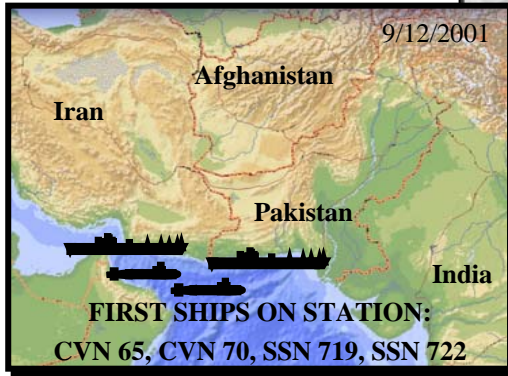 9/12/2001
Afghanistan
Iran
Pakistan
India
FIRST SHIPS ON STATION:
CVN 65, CVN 70, SSN 719, SSN 722